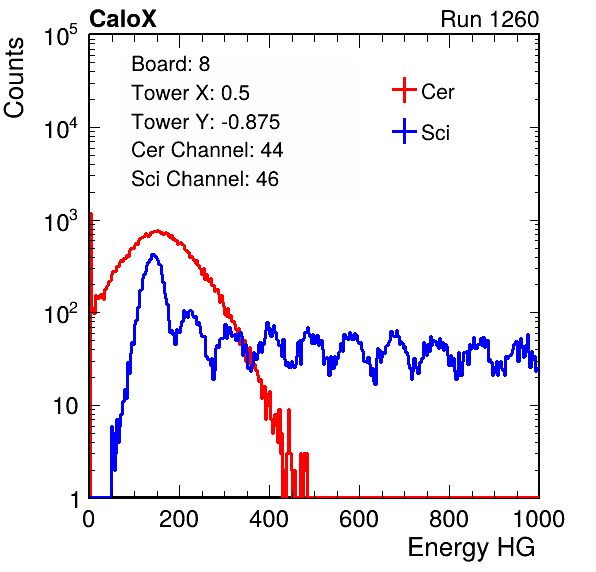 CaloX
Run 1260
Counts
10^5
10^4
10^3
10^2
10
1
Board: 8
Tower X: 0.5
Tower Y: -0.875
Cer Channel: 44
Sci Channel: 46
Cer
Sci
0 200 400 600 800 1000
Energy HG